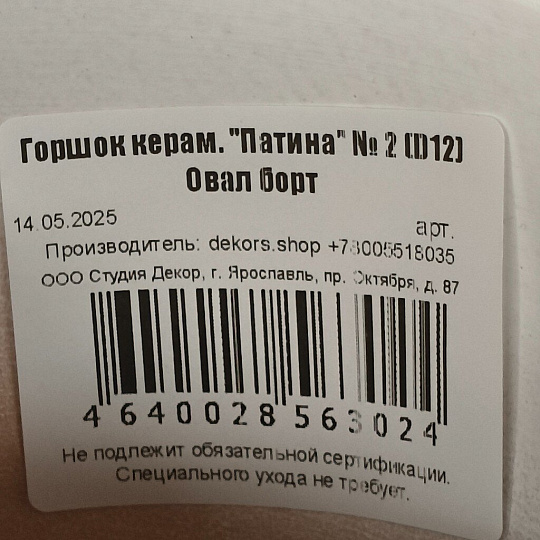 Горшок керам. "Патина" № 2 (D12)
Овал борт
14.05.2025 арт.
Производитель: dekors.shop +78005518035
ООО Студия Декор, г. Ярославль, пр. Октября, д. 87
4 640028 563024
Не подлежит обязательной сертификации.
Специального ухода не требует.